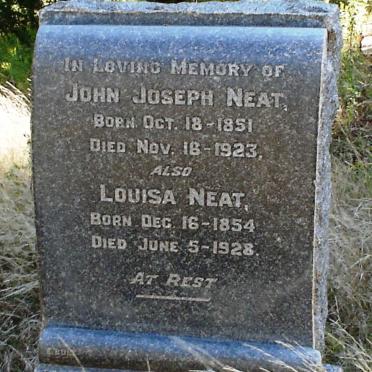 In Loving Memory of
John Joseph Neat,
Born Oct. 18-1851
Died Nov. 16-1923,
Also
Louisa Neat,
Born Dec. 16-1854
Died June 5-1928.
At Rest